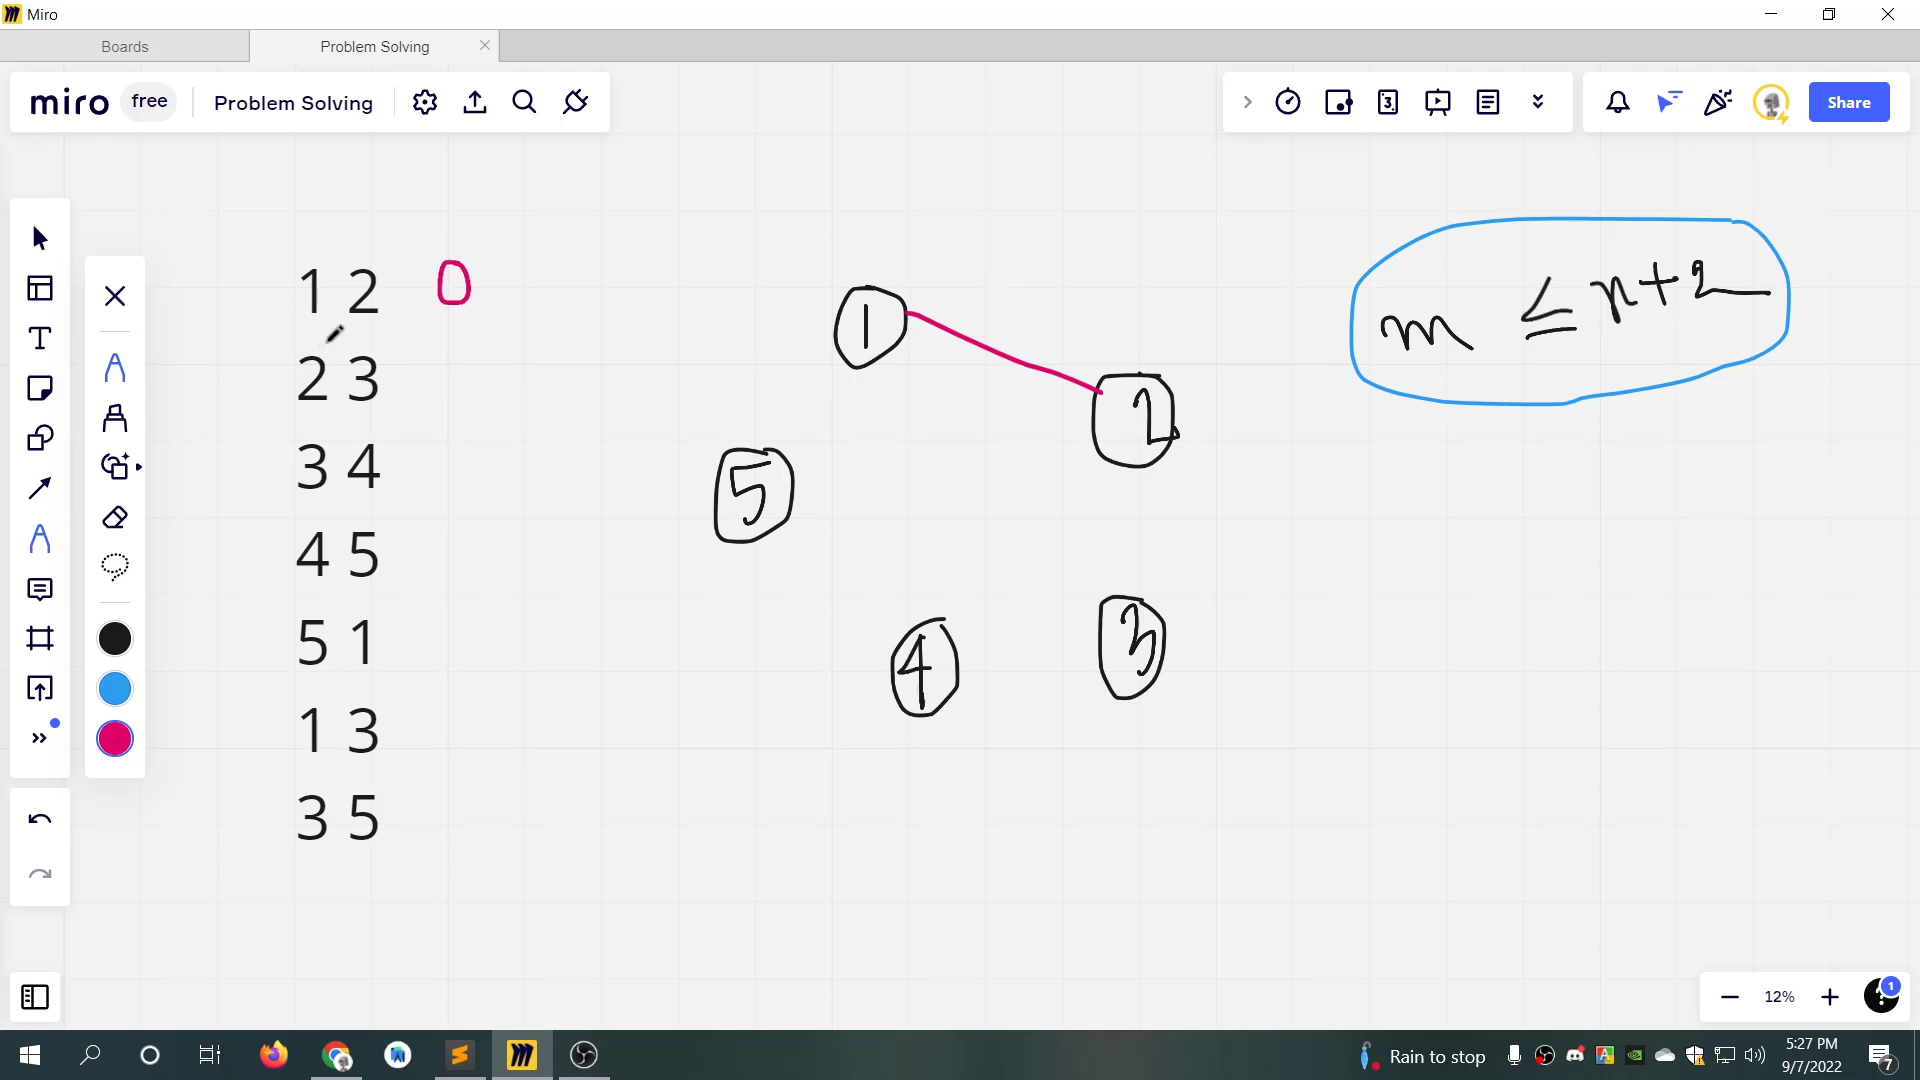 Miro
Boards
Problem Solving
miro free Problem Solving
3
Share
1 2 0
2 3
3 4
4 5
5 1
1 3
3 5
1
2
5
4
3
m ≤ n+2
12%
1
Rain to stop
5:27 PM
9/7/2022
7